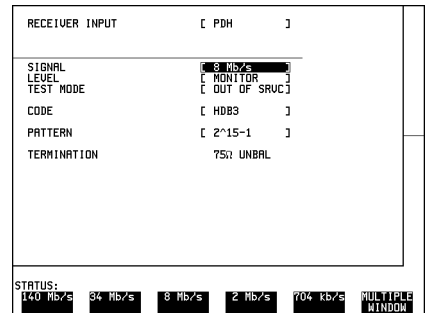 RECEIVER INPUT [ PDH ]
SIGNAL [ 8 Mb/s ]
LEVEL [ MONITOR ]
TEST MODE [ OUT OF SRVC]
CODE [ HDB3 ]
PATTERN [ 2^15-1 ]
TERMINATION 75Ω UNBAL
STATUS:
140 Mb/s 34 Mb/s 8 Mb/s 2 Mb/s 704 kb/s MULTIPLE
WINDOW